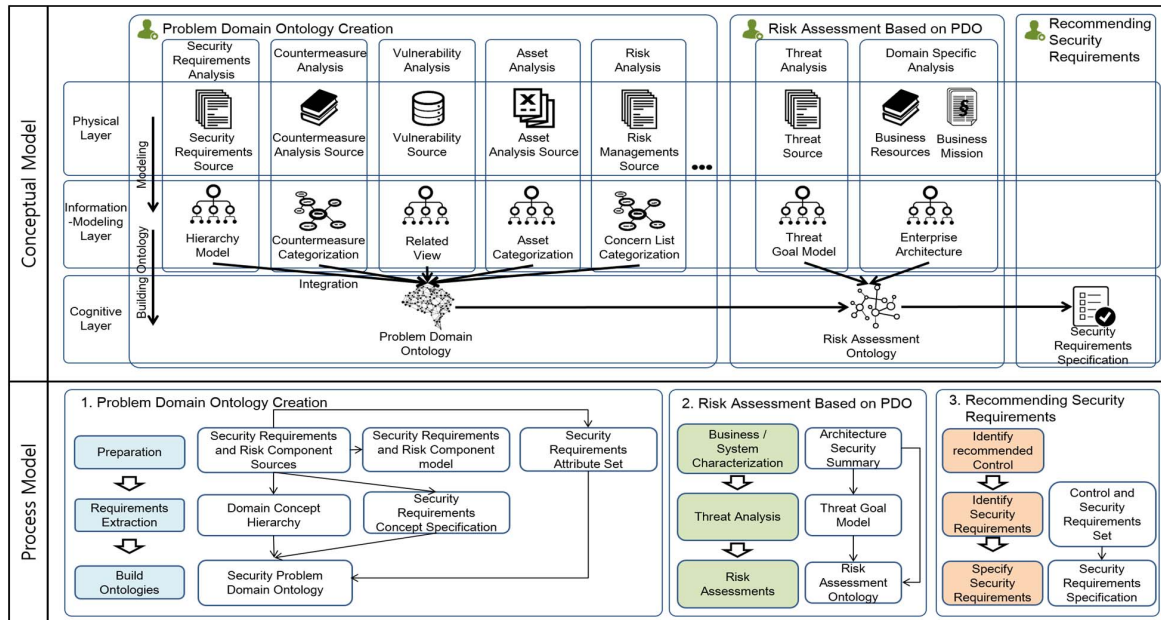 Conceptual Model
Problem Domain Ontology Creation
Security
Requirements
Analysis
Countermeasure
Analysis
Vulnerability
Analysis
Asset
Analysis
Risk
Analysis
Risk Assessment Based on PDO
Threat
Analysis
Domain Specific
Analysis
Recommending
Security
Requirements
Physical
Layer
Modeling
Security
Requirements
Source
Countermeasure
Analysis Source
Vulnerability
Source
Asset
Analysis Source
Risk
Managements
Source
...
Threat
Source
Business
Resources
Business
Mission
Information
-Modeling
Layer
Building Ontology
Hierarchy
Model
Countermeasure
Categorization
Related
View
Asset
Categorization
Concern List
Categorization
Threat
Goal Model
Enterprise
Architecture
Integration
Cognitive
Layer
Problem Domain
Ontology
Risk Assessment
Ontology
Security
Requirements
Specification
Process Model
1. Problem Domain Ontology Creation
Preparation
Requirements
Extraction
Build
Ontologies
Security Requirements
and Risk Component
Sources
Security Requirements
and Risk Component
model
Security
Requirements
Attribute Set
Domain Concept
Hierarchy
Security
Requirements
Concept Specification
Security Problem
Domain Ontology
2. Risk Assessment Based on PDO
Business /
System
Characterization
Threat Analysis
Risk
Assessments
Architecture
Security
Summary
Threat Goal
Model
Risk
Assessment
Ontology
3. Recommending Security
Requirements
Identify
recommended
Control
Identify
Security
Requirements
Specify
Security
Requirements
Control and
Security
Requirements
Set
Security
Requirements
Specification